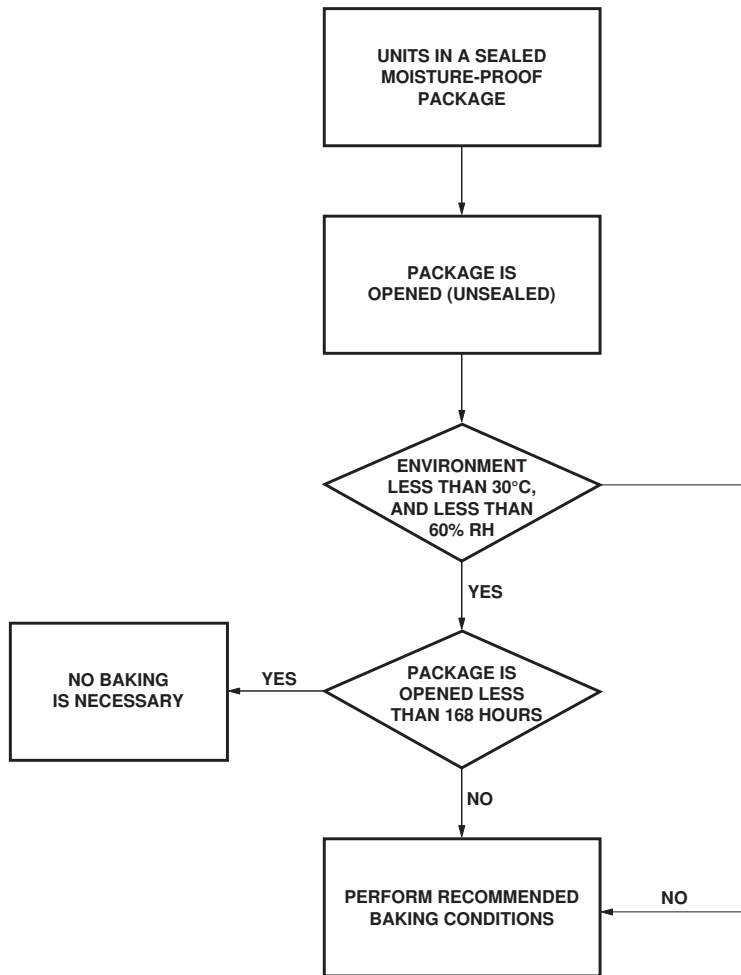 UNITS IN A SEALED
MOISTURE-PROOF
PACKAGE
PACKAGE IS
OPENED (UNSEALED)
ENVIRONMENT
LESS THAN 30°C,
AND LESS THAN
60% RH
YES
NO BAKING
IS NECESSARY
YES
PACKAGE IS
OPENED LESS
THAN 168 HOURS
NO
PERFORM RECOMMENDED
BAKING CONDITIONS
NO